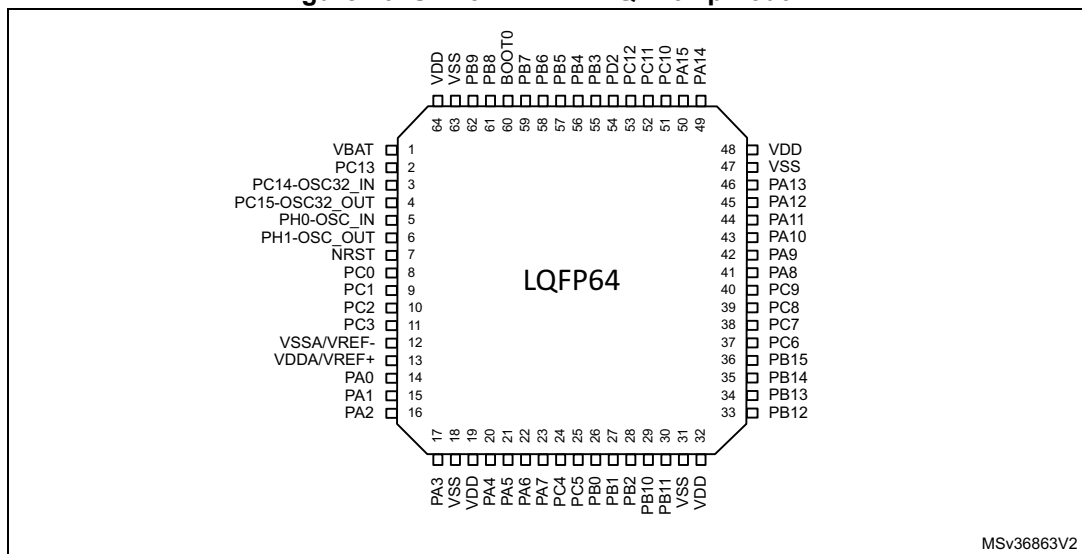 VDD
VSS
PB9
PB8
BOOT0
PB7
PB6
PB5
PB4
PB3
PD2
PC12
PC11
PC10
PA15
PA14
64 63 62 61 60 59 58 57 56 55 54 53 52 51 50 49
VBAT 1
PC13 2
PC14-OSC32_IN 3
PC15-OSC32_OUT 4
PH0-OSC_IN 5
PH1-OSC_OUT 6
NRST 7
PC0 8
PC1 9
PC2 10
PC3 11
VSSA/VREF- 12
VDDA/VREF+ 13
PA0 14
PA1 15
PA2 16
LQFP64
48 VDD
47 VSS
46 PA13
45 PA12
44 PA11
43 PA10
42 PA9
41 PA8
40 PC9
39 PC8
38 PC7
37 PC6
36 PB15
35 PB14
34 PB13
33 PB12
17 18 19 20 21 22 23 24 25 26 27 28 29 30 31 32
PA3
VSS
VDD
PA4
PA5
PA6
PA7
PC4
PC5
PB0
PB1
PB2
PB10
PB11
VSS
VDD
MSv36863V2